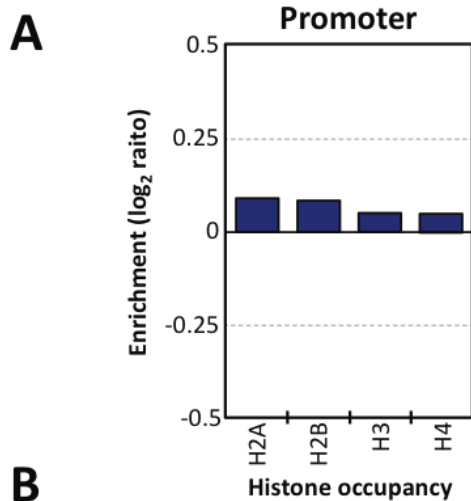 A
Promoter
0.5
0.25
0
-0.25
-0.5
Enrichment (log₂ raito)
H2A
H2B
H3
H4
Histone occupancy
B